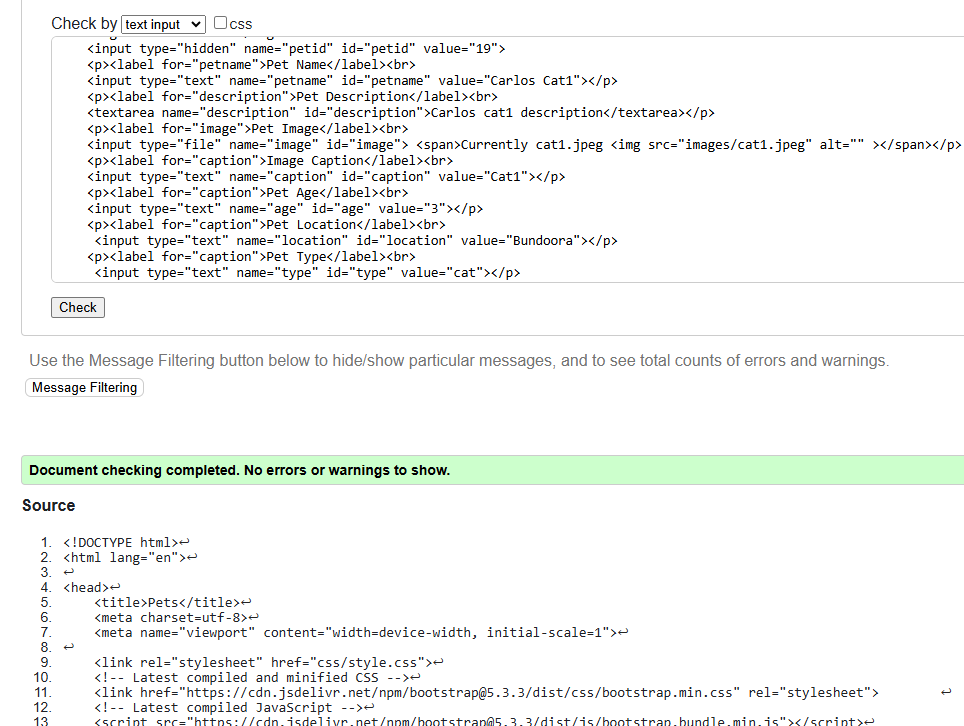 Check by text input css
<input type="hidden" name="petid" id="petid" value="19">
<p><label for="petname">Pet Name</label><br>
<input type="text" name="petname" id="petname" value="Carlos Cat1"></p>
<p><label for="description">Pet Description</label><br>
<textarea name="description" id="description">Carlos cat1 description</textarea></p>
<p><label for="image">Pet Image</label><br>
<input type="file" name="image" id="image"> <span>Currently cat1.jpeg <img src="images/cat1.jpeg" alt="" ></span></p>
<p><label for="caption">Image Caption</label><br>
<input type="text" name="caption" id="caption" value="Cat1"></p>
<p><label for="caption">Pet Age</label><br>
<input type="text" name="age" id="age" value="3"></p>
<p><label for="caption">Pet Location</label><br>
<input type="text" name="location" id="location" value="Bundoora"></p>
<p><label for="caption">Pet Type</label><br>
<input type="text" name="type" id="type" value="cat"></p>
Check
Use the Message Filtering button below to hide/show particular messages, and to see total counts of errors and warnings.
Message Filtering
Document checking completed. No errors or warnings to show.
Source
1. <!DOCTYPE html>↩
2. <html lang="en">↩
3. ↩
4. <head>↩
5. <title>Pets</title>↩
6. <meta charset=utf-8>↩
7. <meta name="viewport" content="width=device-width, initial-scale=1">↩
8. ↩
9. <link rel="stylesheet" href="css/style.css">↩
10. <!-- Latest compiled and minified CSS -->↩
11. <link href="https://cdn.jsdelivr.net/npm/bootstrap@5.3.3/dist/css/bootstrap.min.css" rel="stylesheet"> ↩
12. <!-- Latest compiled JavaScript -->↩
13. <script src="https://cdn.jsdelivr.net/npm/bootstrap@5.3.3/dist/js/bootstrap.bundle.min.js"></script>↩